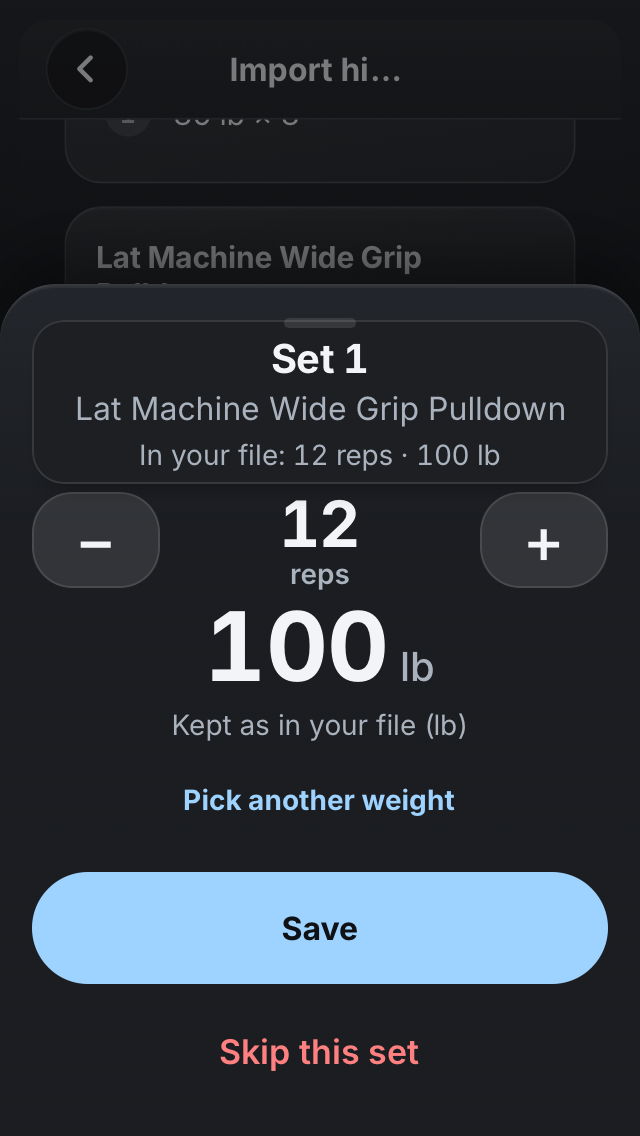 Import hi…
Lat Machine Wide Grip
Set 1
Lat Machine Wide Grip Pulldown
In your file: 12 reps · 100 lb
−
12
+
reps
100 lb
Kept as in your file (lb)
Pick another weight
Save
Skip this set